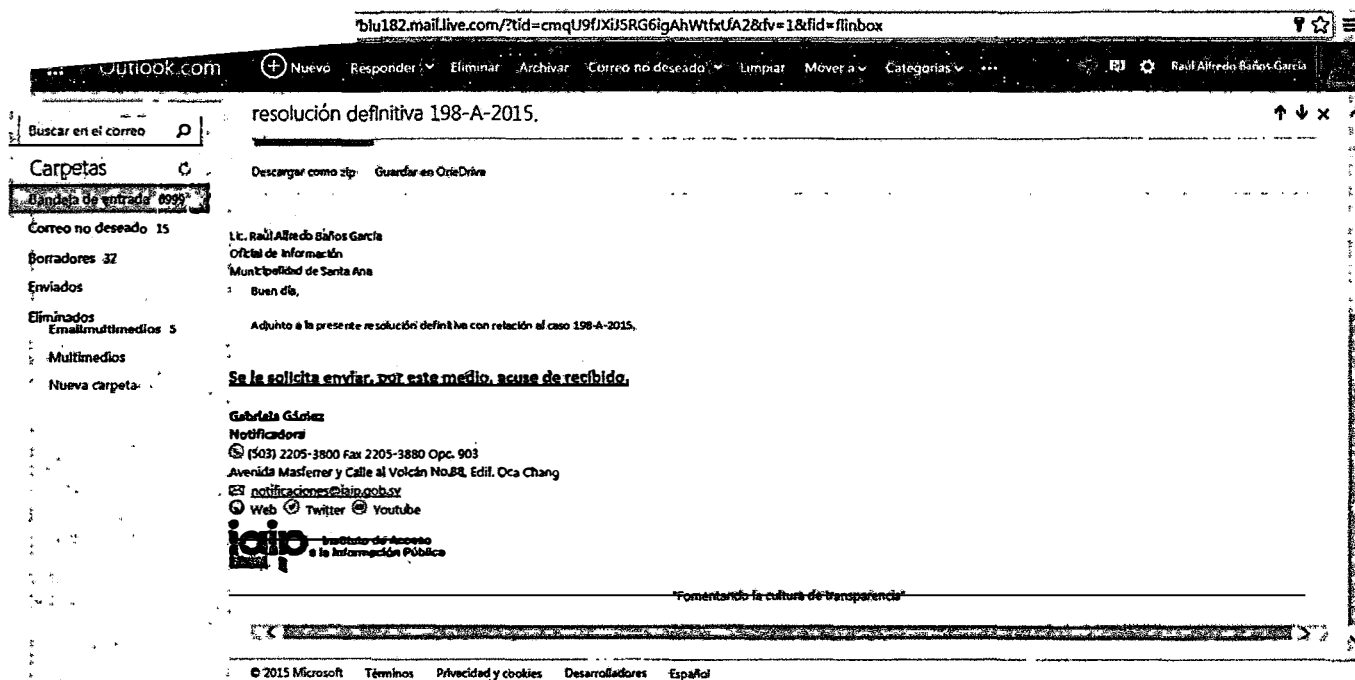 blu182.mail.live.com/?tid=cmqU9fJXiJ5RG6igAhWtfxUA2&fv=1&fid=flinbox
Outlook.com
Nuevo Responder Eliminar Archivar Correo no deseado Limpiar Mover a Categorías ••• Raúl Alfredo Baños García
Buscar en el correo
resolución definitiva 198-A-2015.
Carpetas
Descargar como zip Guardar en OneDrive
Bandeja de entrada 6999
Correo no deseado 15
Borradores 32
Enviados
Eliminados
Emailmultimedios 5
Multimedios
Nueva carpeta
Lic. Raúl Alfredo Baños García
Oficial de Información
Municipalidad de Santa Ana
Buen día,
Adjunto a la presente resolución definitiva con relación al caso 198-A-2015.
Se le solicita enviar, por este medio, acuse de recibido.
Gabriela Gámez
Notificadora
(503) 2205-3800 Fax 2205-3880 Opc. 903
Avenida Masferrer y Calle al Volcán No.88, Edif. Oca Chang
notificaciones@iaip.gob.sv
Web Twitter Youtube
iaip Instituto de Acceso
a la Información Pública
"Fomentando la cultura de transparencia"
© 2015 Microsoft Términos Privacidad y cookies Desarrolladores Español